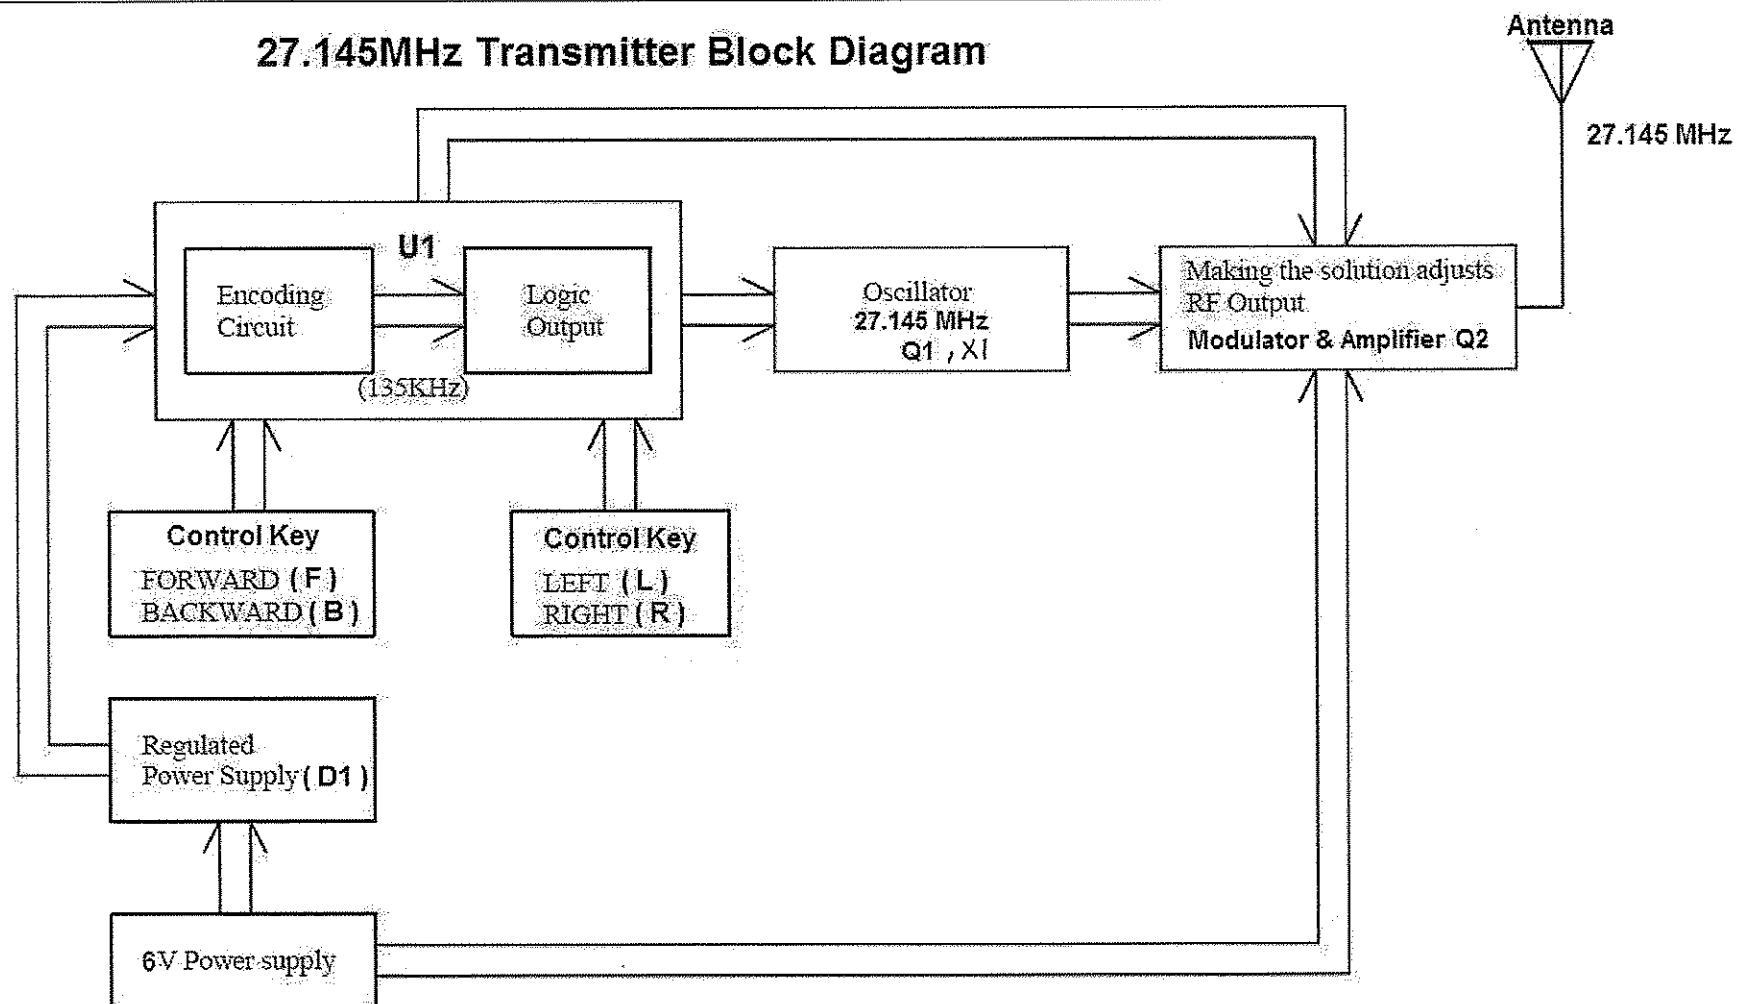 27.145MHz Transmitter Block Diagram
Antenna
27.145 MHz
U1
Encoding
Circuit
Logic
Output
(135KHz)
Oscillator
27.145 MHz
Q1 , X1
Making the solution adjusts
RF Output
Modulator & Amplifier Q2
Control Key
FORWARD ( F )
BACKWARD ( B )
Control Key
LEFT ( L )
RIGHT ( R )
Regulated
Power Supply ( D1 )
6V Power supply